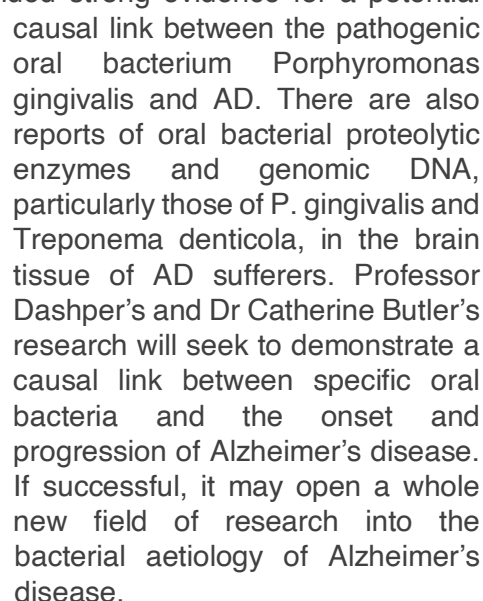 strong evidence for a potential
causal link between the pathogenic
oral bacterium Porphyromonas
gingivalis and AD. There are also
reports of oral bacterial proteolytic
enzymes and genomic DNA,
particularly those of P. gingivalis and
Treponema denticola, in the brain
tissue of AD sufferers. Professor
Dashper’s and Dr Catherine Butler’s
research will seek to demonstrate a
causal link between specific oral
bacteria and the onset and
progression of Alzheimer’s disease.
If successful, it may open a whole
new field of research into the
bacterial aetiology of Alzheimer’s
disease.